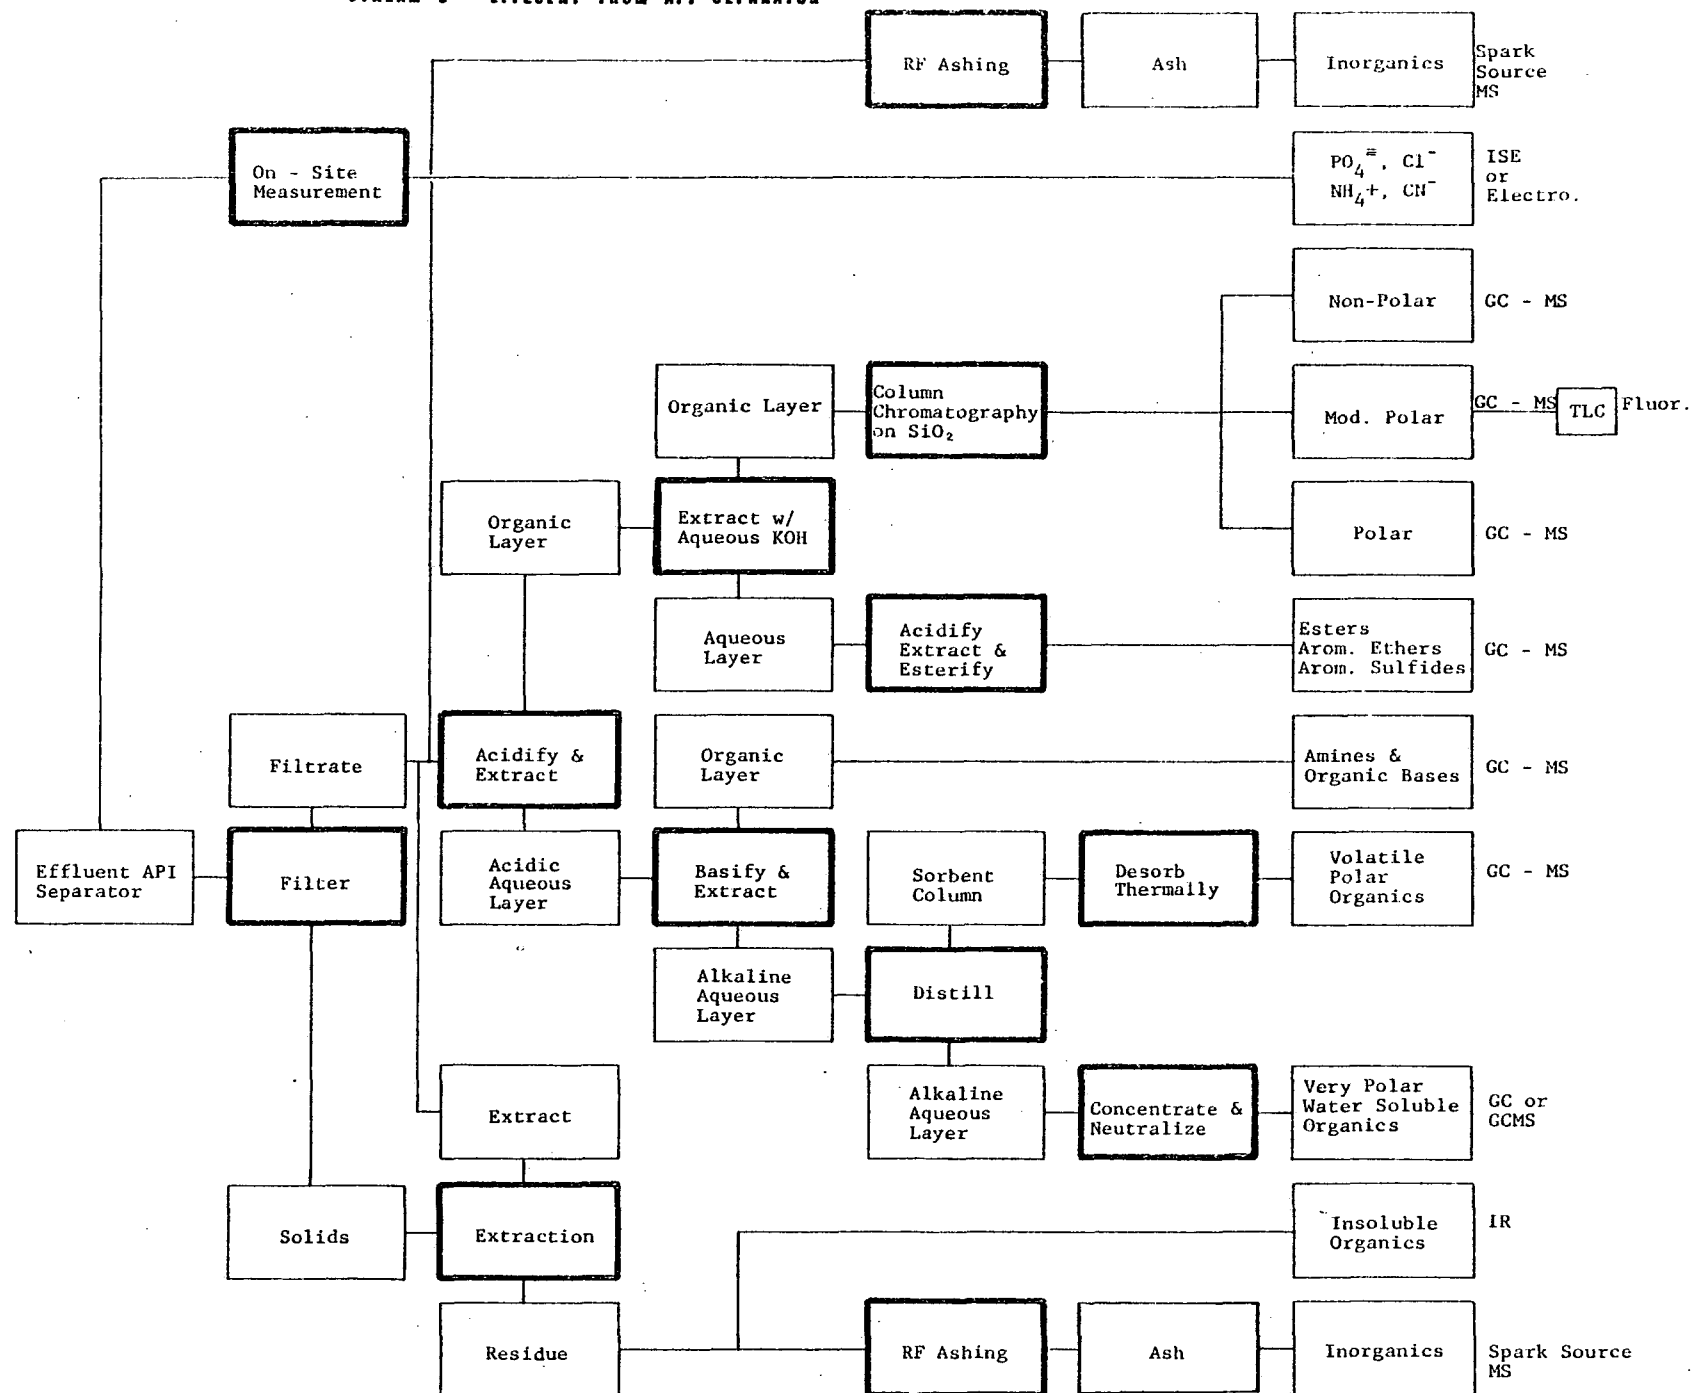 RF Ashing
Ash
Inorganics
Spark
Source
MS
On - Site
Measurement
PO₄⁼, Cl⁻
NH₄+, CN⁻
ISE
or
Electro.
Non-Polar
GC - MS
Organic Layer
Column
Chromatography
on SiO₂
Mod. Polar
GC - MS
TLC
Fluor.
Organic
Layer
Extract w/
Aqueous KOH
Polar
GC - MS
Aqueous
Layer
Acidify
Extract &
Esterify
Esters
Arom. Ethers
Arom. Sulfides
GC - MS
Filtrate
Acidify &
Extract
Organic
Layer
Amines &
Organic Bases
GC - MS
Effluent API
Separator
Filter
Acidic
Aqueous
Layer
Basify &
Extract
Sorbent
Column
Desorb
Thermally
Volatile
Polar
Organics
GC - MS
Alkaline
Aqueous
Layer
Distill
Extract
Alkaline
Aqueous
Layer
Concentrate &
Neutralize
Very Polar
Water Soluble
Organics
GC or
GCMS
Solids
Extraction
Insoluble
Organics
IR
Residue
RF Ashing
Ash
Inorganics
Spark Source
MS